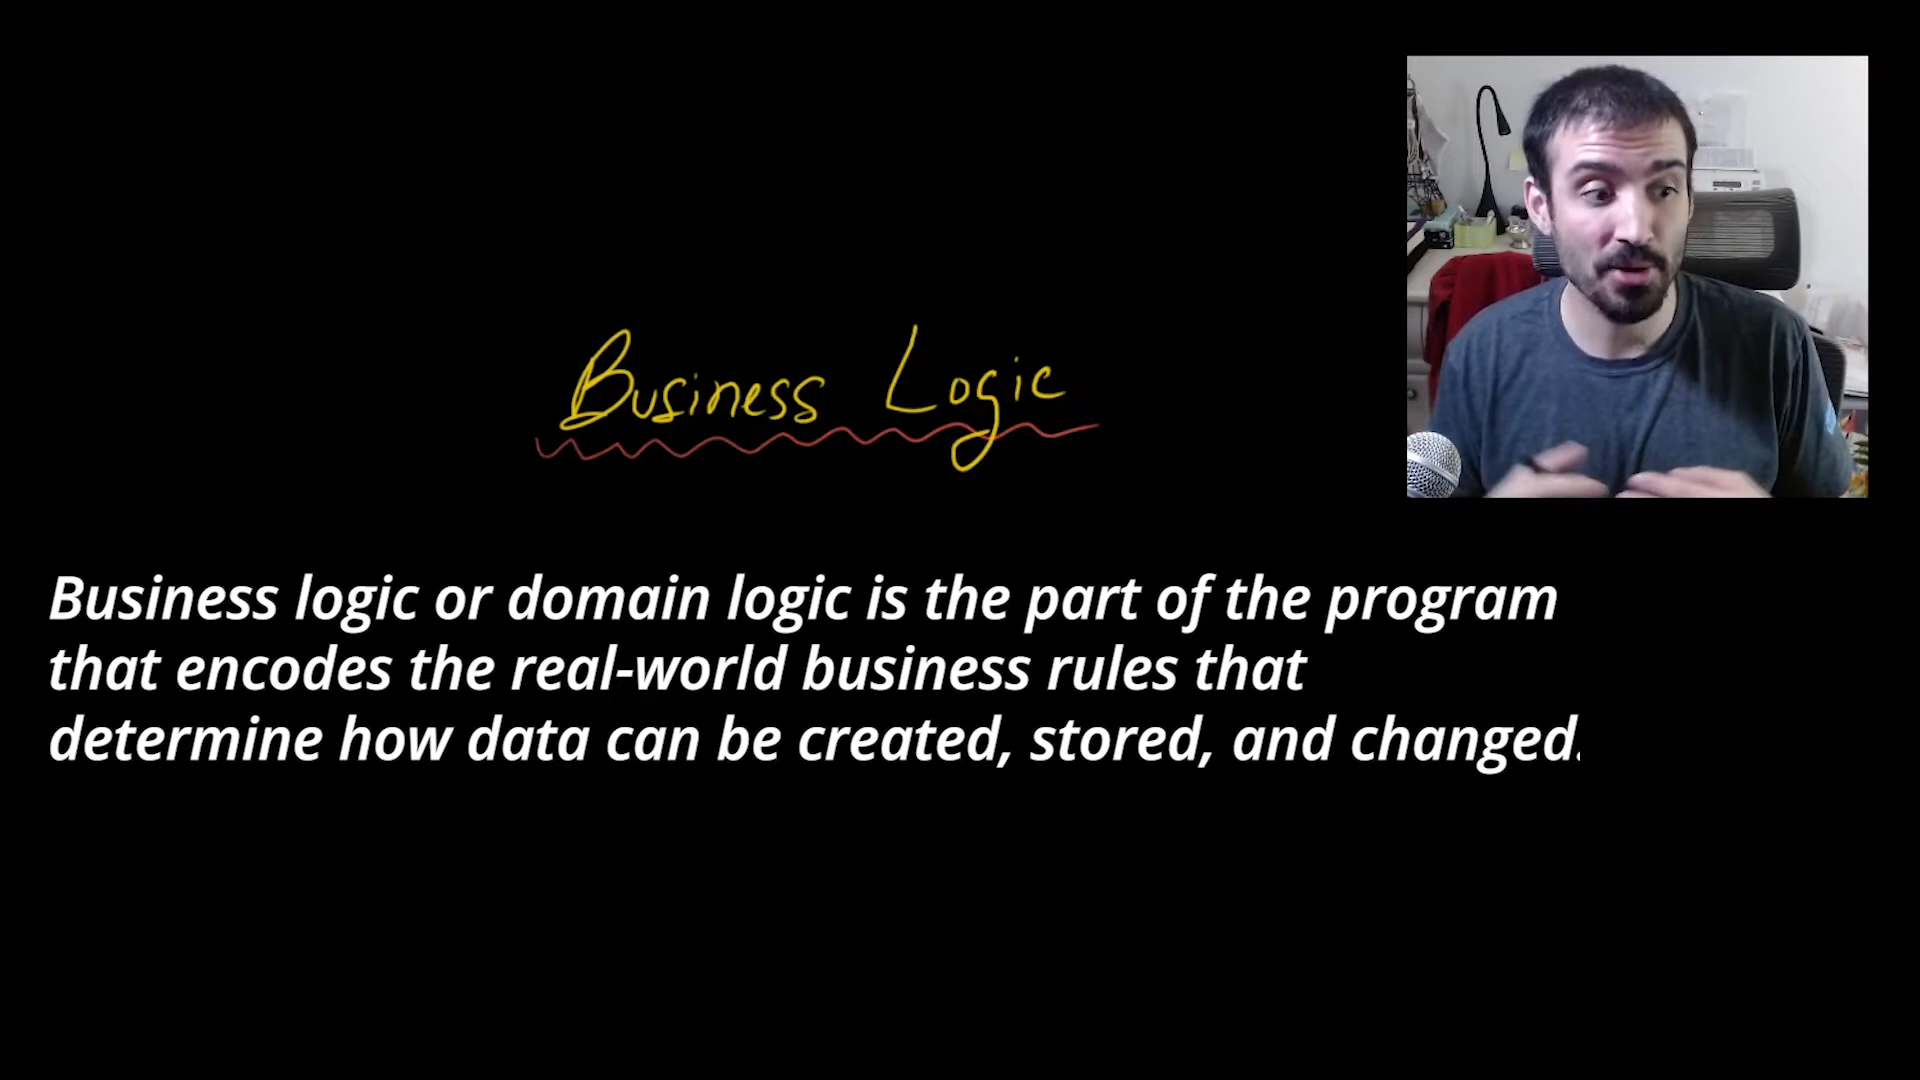 Business Logic
Business logic or domain logic is the part of the program
that encodes the real-world business rules that
determine how data can be created, stored, and changed.